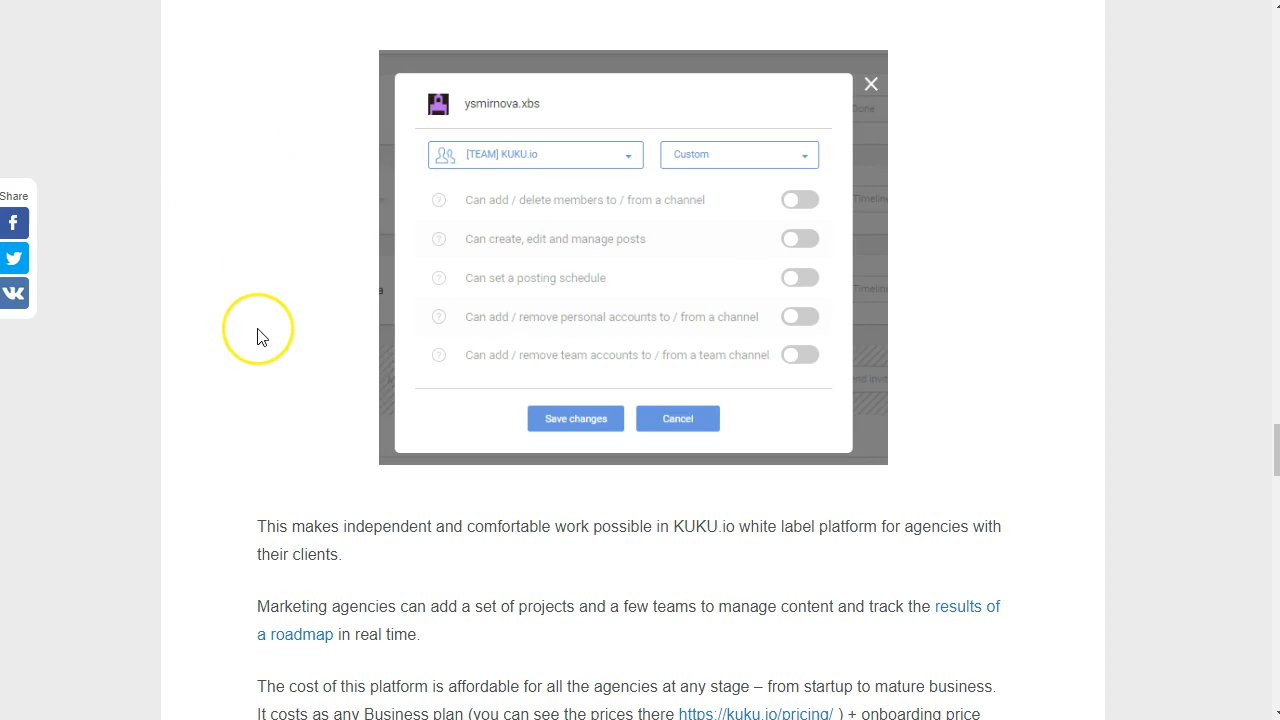 ysmirnova.xbs
Done
[TEAM] KUKU.io Custom
Can add / delete members to / from a channel
Timeline
Can create, edit and manage posts
Can set a posting schedule
Timeline
Can add / remove personal accounts to / from a channel
Can add / remove team accounts to / from a team channel
Save changes Cancel
Share
This makes independent and comfortable work possible in KUKU.io white label platform for agencies with
their clients.
Marketing agencies can add a set of projects and a few teams to manage content and track the results of
a roadmap in real time.
The cost of this platform is affordable for all the agencies at any stage – from startup to mature business.
It costs as any Business plan (you can see the prices there https://kuku.io/pricing/ ) + onboarding price